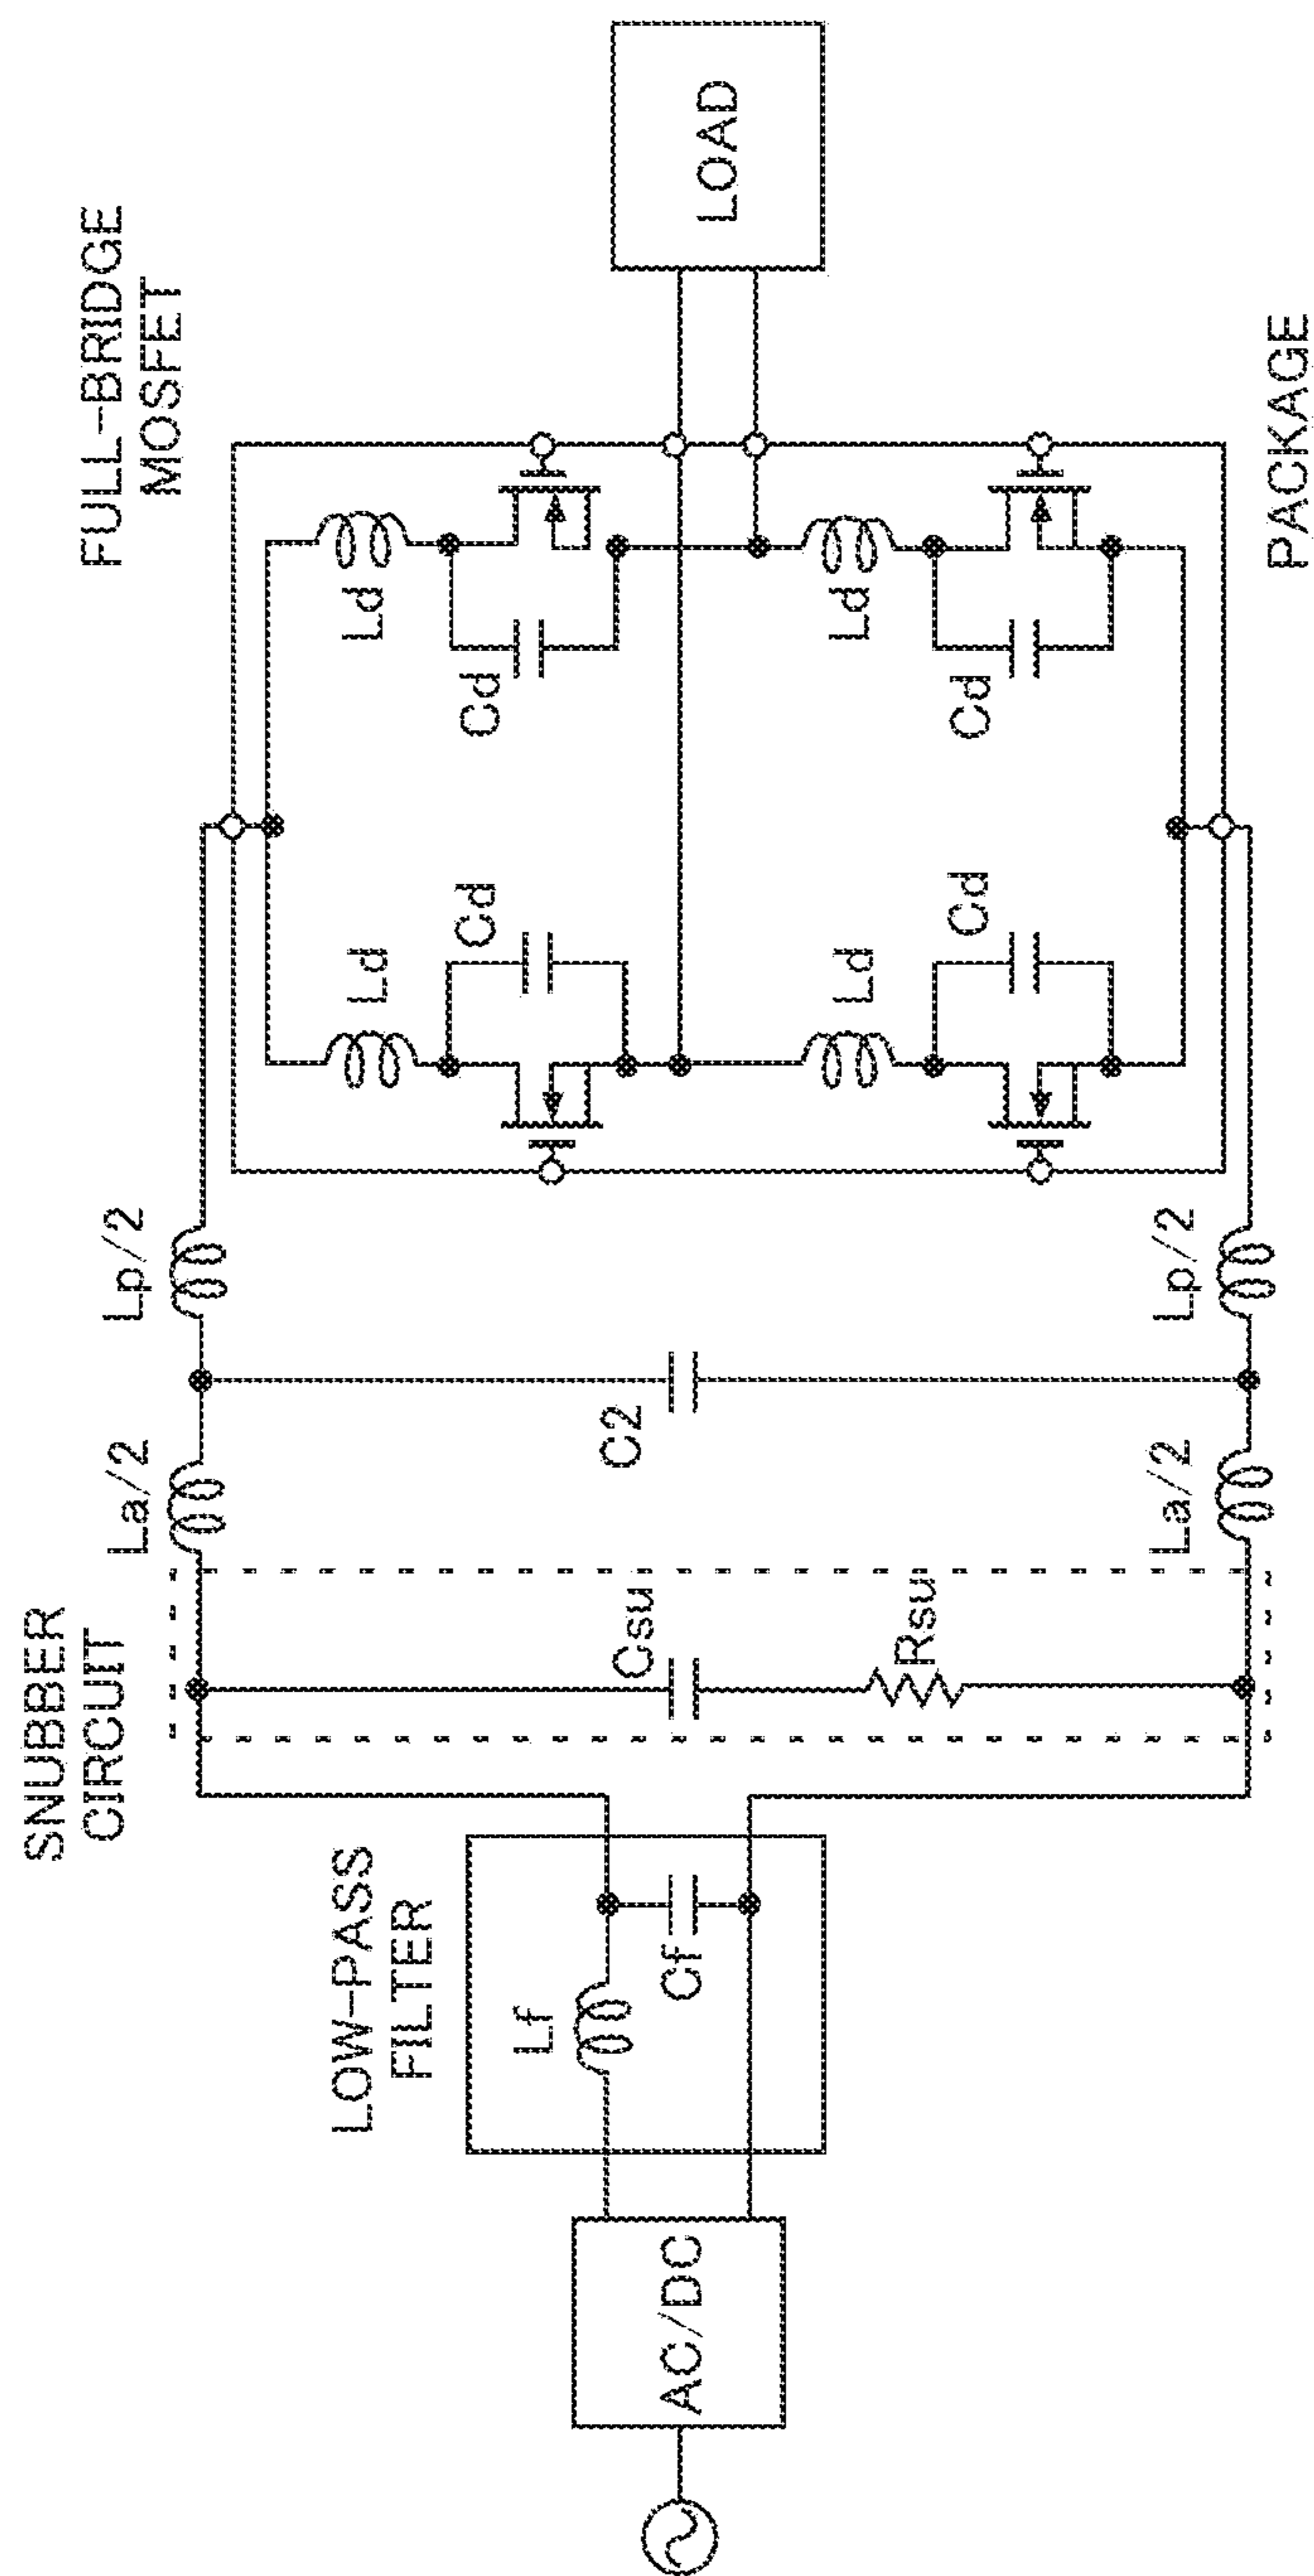 FULL-BRIDGE
MOSFET
SNUBBER
CIRCUIT
LOW-PASS
FILTER
AC/DC
Lf
Cf
Csu
Rsu
La/2
La/2
C2
Lp/2
Lp/2
Ld
Cd
Ld
Cd
Ld
Cd
Ld
Cd
LOAD
PACKAGE